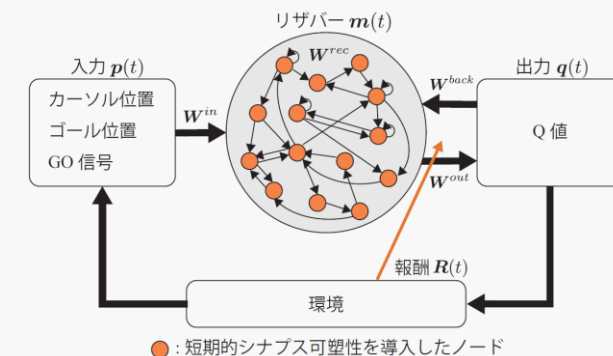 リザバー m(t)
W^{rec}
入力 p(t)
カーソル位置
ゴール位置
GO 信号
W^{in}
出力 q(t)
W^{back}
Q 値
W^{out}
報酬 R(t)
環境
: 短期的シナプス可塑性を導入したノード